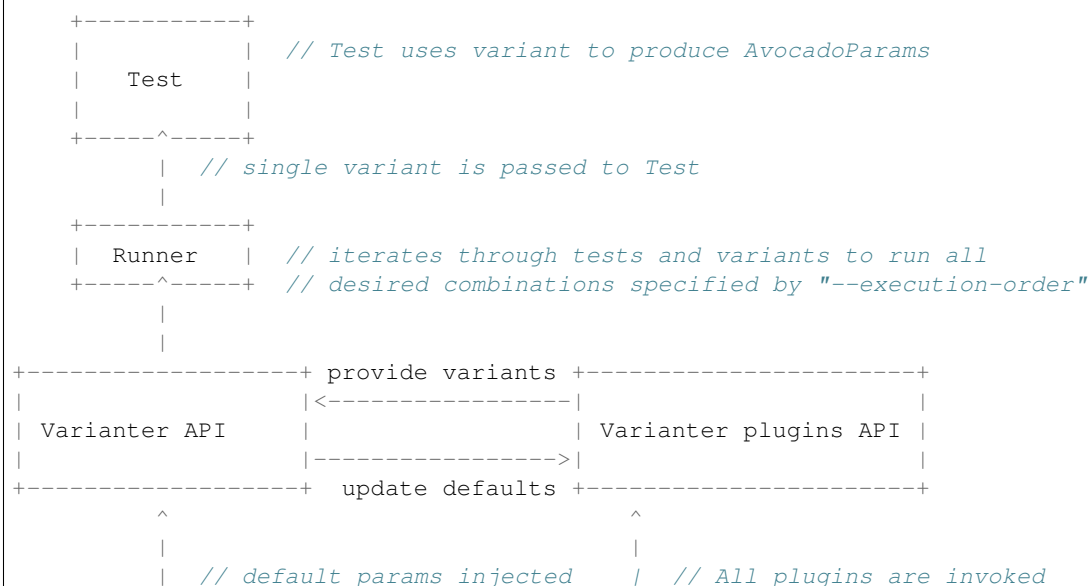 +-----------+
|           |  // Test uses variant to produce AvocadoParams
|   Test    |
|           |
+-----^-----+
      |  // single variant is passed to Test
      |
+-----------+
|  Runner   |  // iterates through tests and variants to run all
+-----^-----+  // desired combinations specified by "--execution-order"
      |
      |
+-------------------+ provide variants +-----------------------+
|                   |<-----------------|                       |
| Varianter API     |                  | Varianter plugins API |
|                   |----------------->|                       |
+-------------------+  update defaults +-----------------------+
          ^                                ^
          |                                |
          |  // default params injected    |  // All plugins are invoked